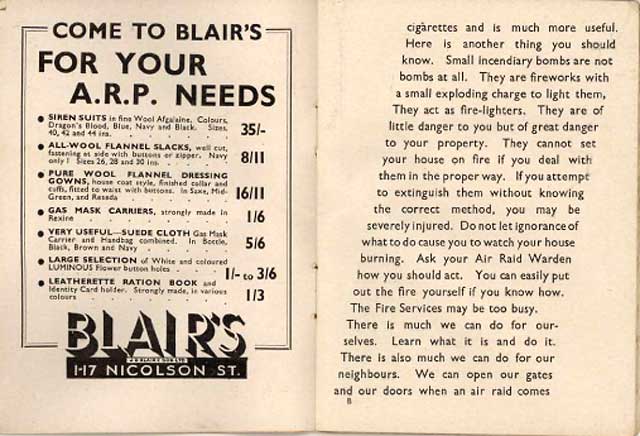 COME TO BLAIR'S
FOR YOUR
A.R.P. NEEDS
● SIREN SUITS in fine Wool Afgalaine. Colours,
Dragon's Blood, Blue, Navy and Black. Sizes,
40, 42 and 44 ins. 35/-
● ALL-WOOL FLANNEL SLACKS, well cut,
fastening at side with buttons or zipper. Navy
only! Sizes 26, 28 and 30 ins. 8/11
● PURE WOOL FLANNEL DRESSING
GOWNS, house coat style, finished collar and
cuffs, fitted to waist with buttons. In Saxe, Mid-
Green, and Reseda 16/11
● GAS MASK CARRIERS, strongly made in
Rexine 1/6
● VERY USEFUL—SUEDE CLOTH Gas Mask
Carrier and Handbag combined. In Bottle,
Black, Brown and Navy 5/6
● LARGE SELECTION of White and coloured
LUMINOUS Flower button holes 1/- to 3/6
● LEATHERETTE RATION BOOK and
Identity Card holder. Strongly made, in various
colours 1/3
BLAIR'S
1-17 NICOLSON ST.
cigarettes and is much more useful.
Here is another thing you should
know. Small incendiary bombs are not
bombs at all. They are fireworks with
a small exploding charge to light them,
They act as fire-lighters. They are of
little danger to you but of great danger
to your property. They cannot set
your house on fire if you deal with
them in the proper way. If you attempt
to extinguish them without knowing
the correct method, you may be
severely injured. Do not let ignorance of
what to do cause you to watch your house
burning. Ask your Air Raid Warden
how you should act. You can easily put
out the fire yourself if you know how.
The Fire Services may be too busy.
There is much we can do for our-
selves. Learn what it is and do it.
There is also much we can do for our
neighbours. We can open our gates
and our doors when an air raid comes
B